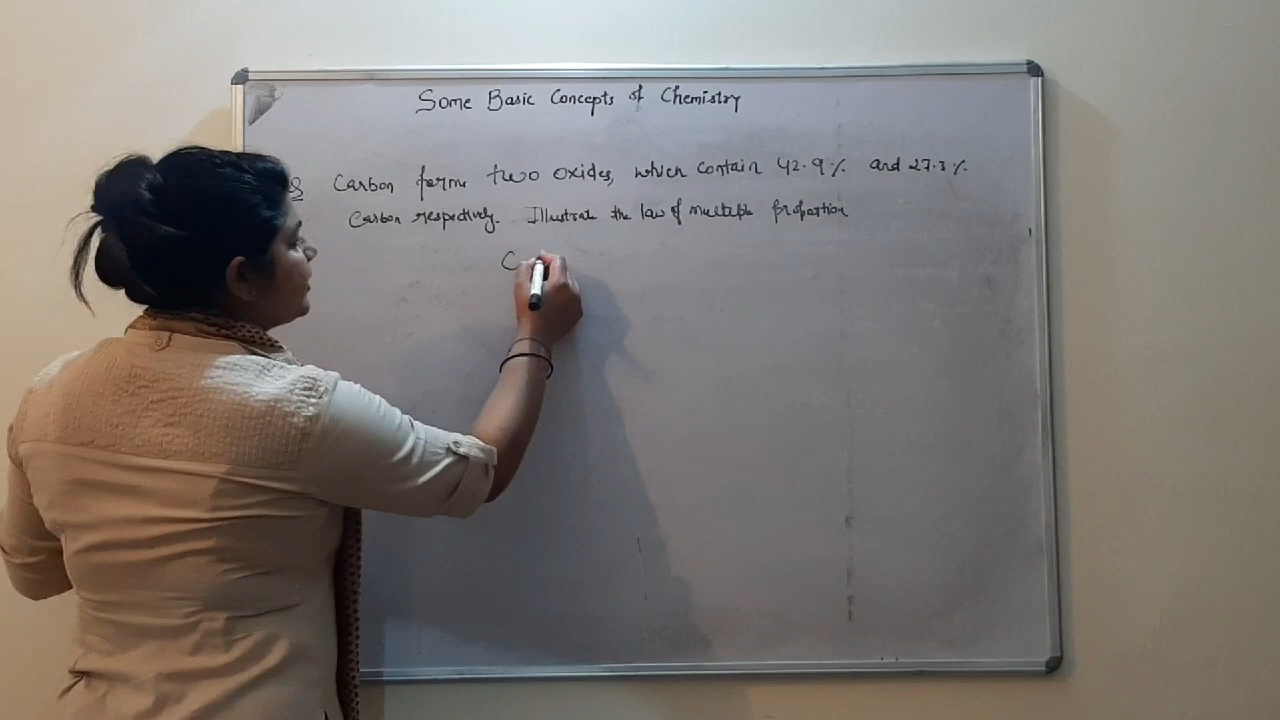 Some Basic Concepts of Chemistry
Q Carbon forms two oxides, which contain 42.9% and 27.3%
Carbon respectively. Illustrate the law of multiple proportion
C